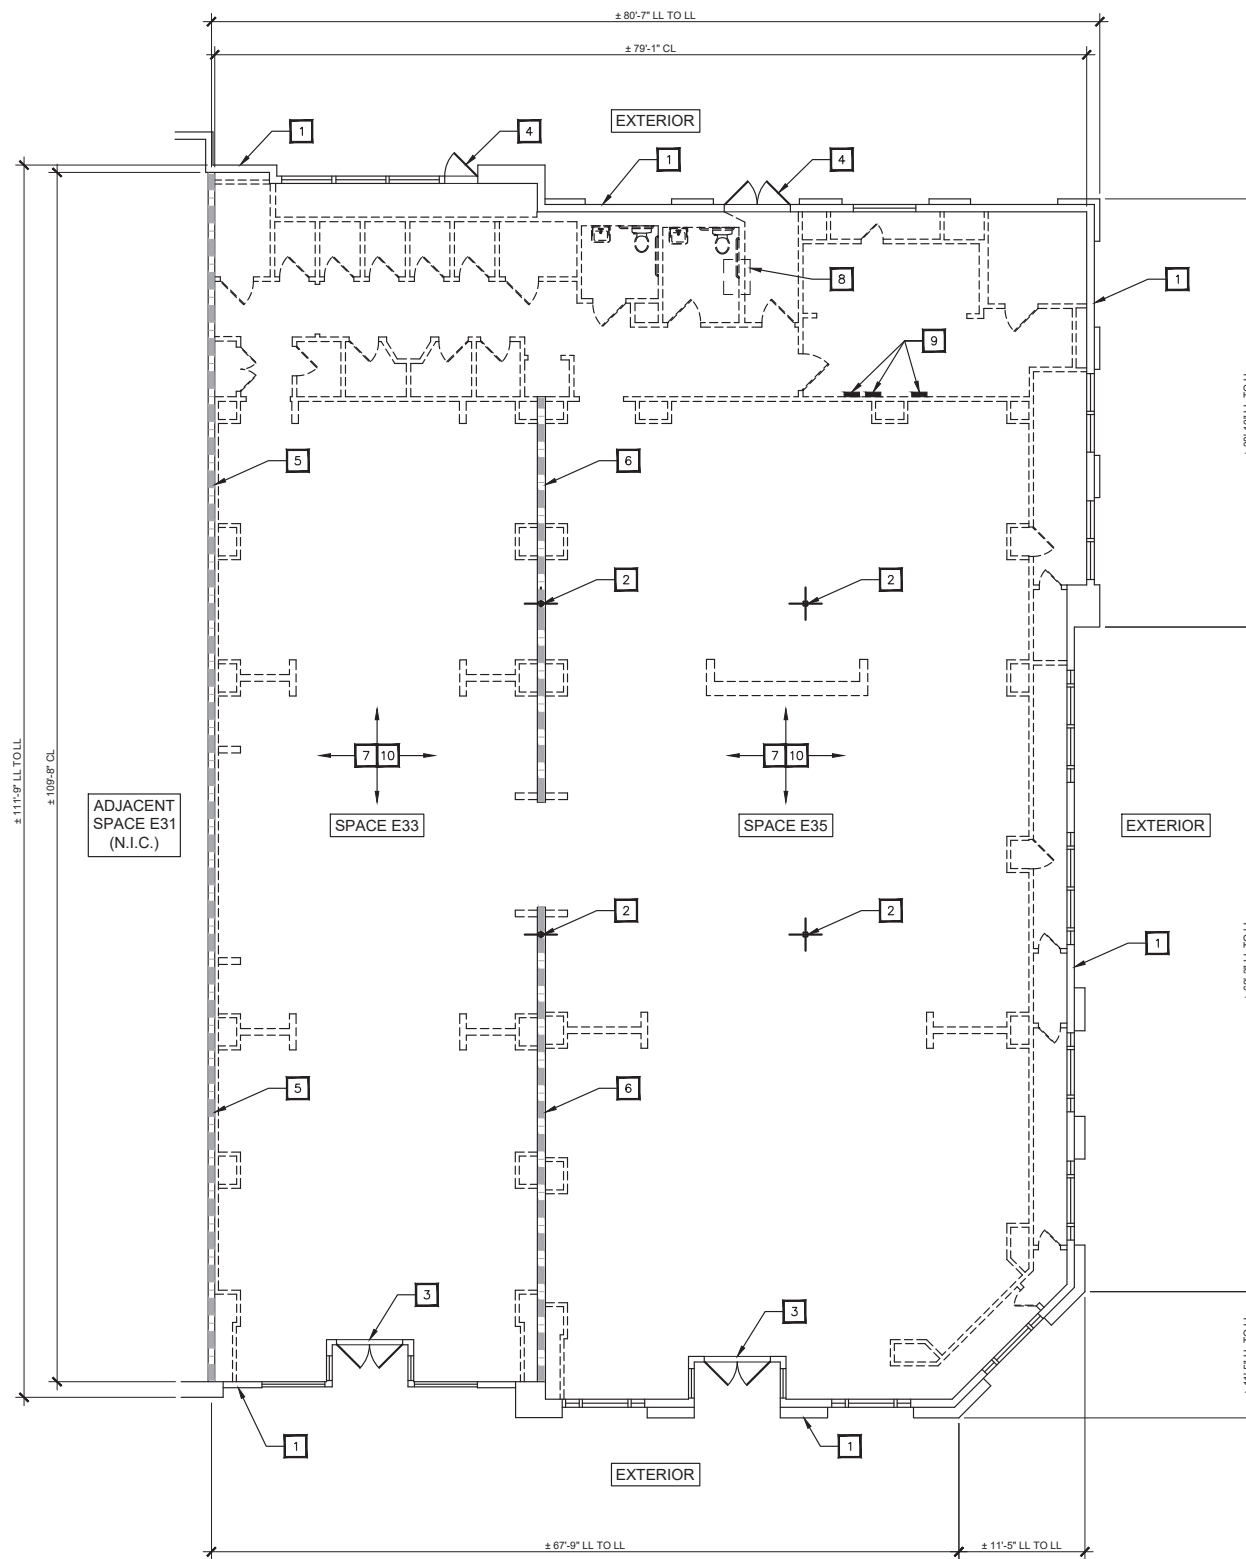 ± 80'-7" LL TO LL
± 79'-1" CL
EXTERIOR
1
4
1
4
8
1
9
5
6
2
2
± 111'-9" LL TO LL
± 109'-8" CL
7 10
7 10
ADJACENT
SPACE E31
(N.I.C.)
SPACE E33
SPACE E35
EXTERIOR
2
2
1
5
6
3
3
1
1
EXTERIOR
± 67'-9" LL TO LL
± 11'-5" LL TO LL